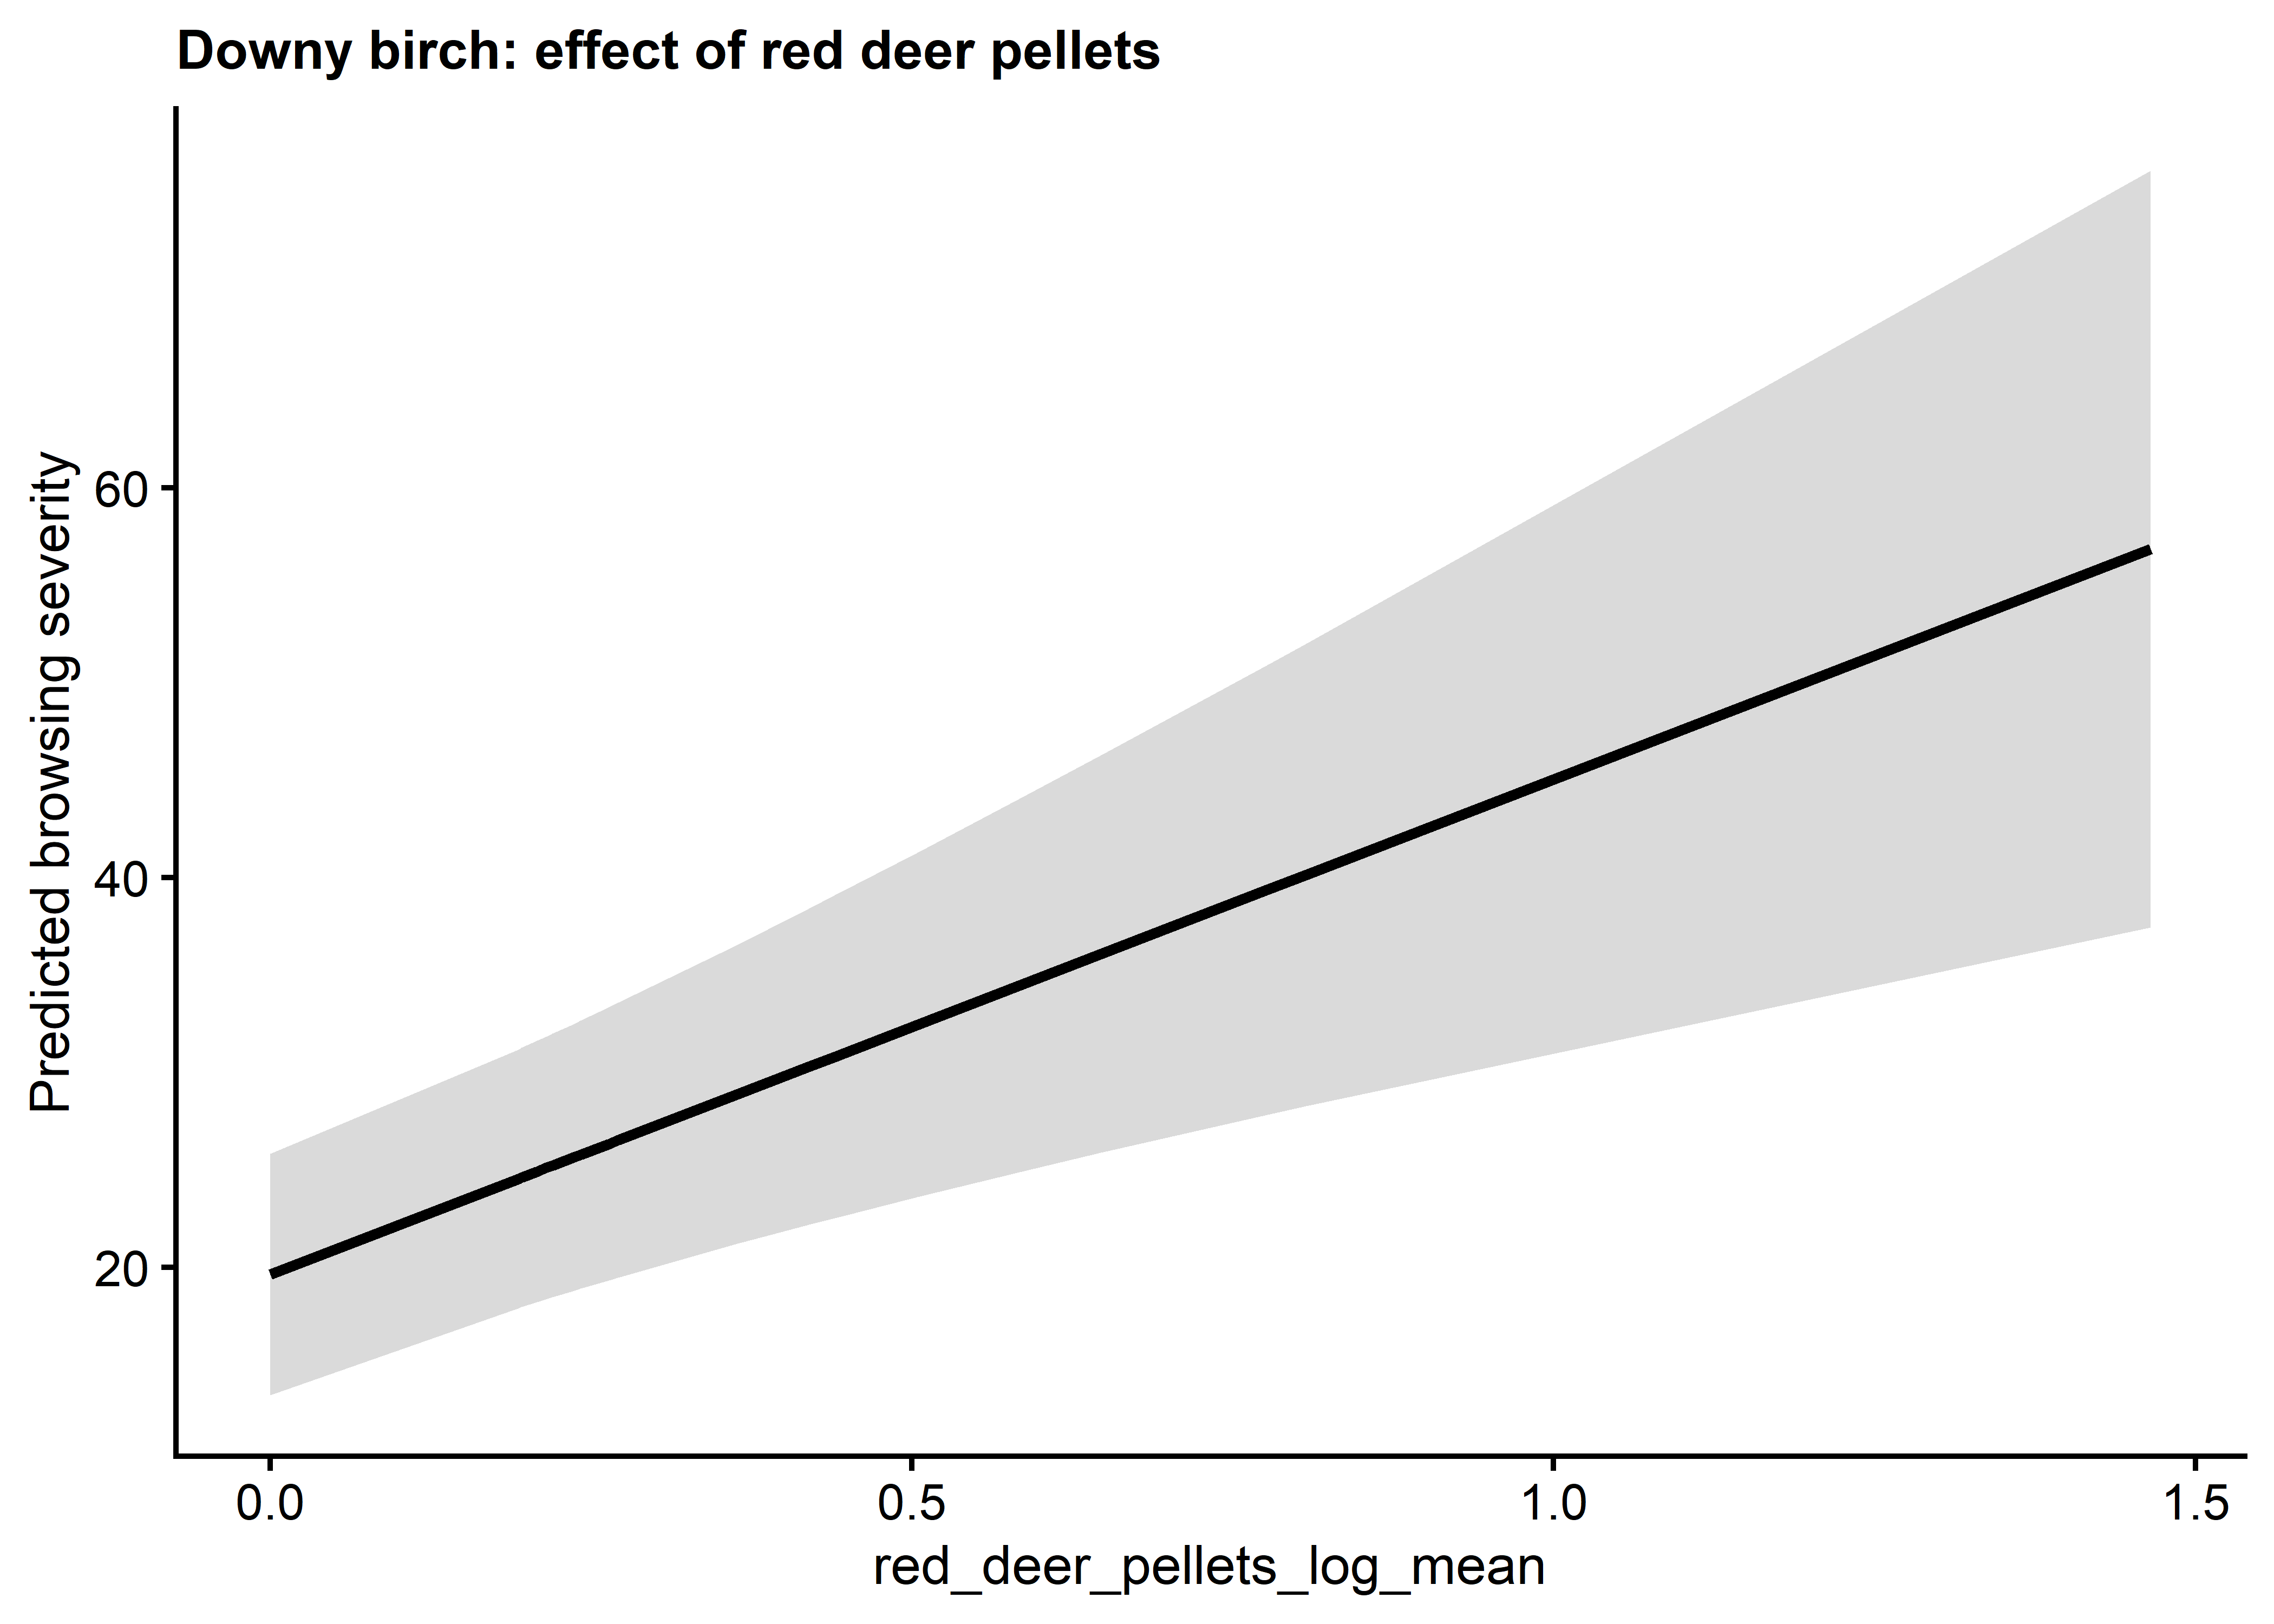 Downy birch: effect of red deer pellets
Predicted browsing severity
60
40
20
0.0 0.5 1.0 1.5
red_deer_pellets_log_mean